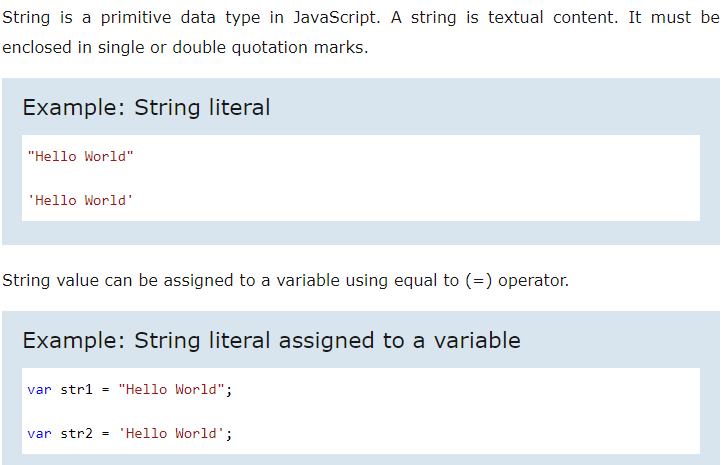 String is a primitive data type in JavaScript. A string is textual content. It must be
enclosed in single or double quotation marks.
Example: String literal
"Hello World"
'Hello World'
String value can be assigned to a variable using equal to (=) operator.
Example: String literal assigned to a variable
var str1 = "Hello World";
var str2 = 'Hello World';